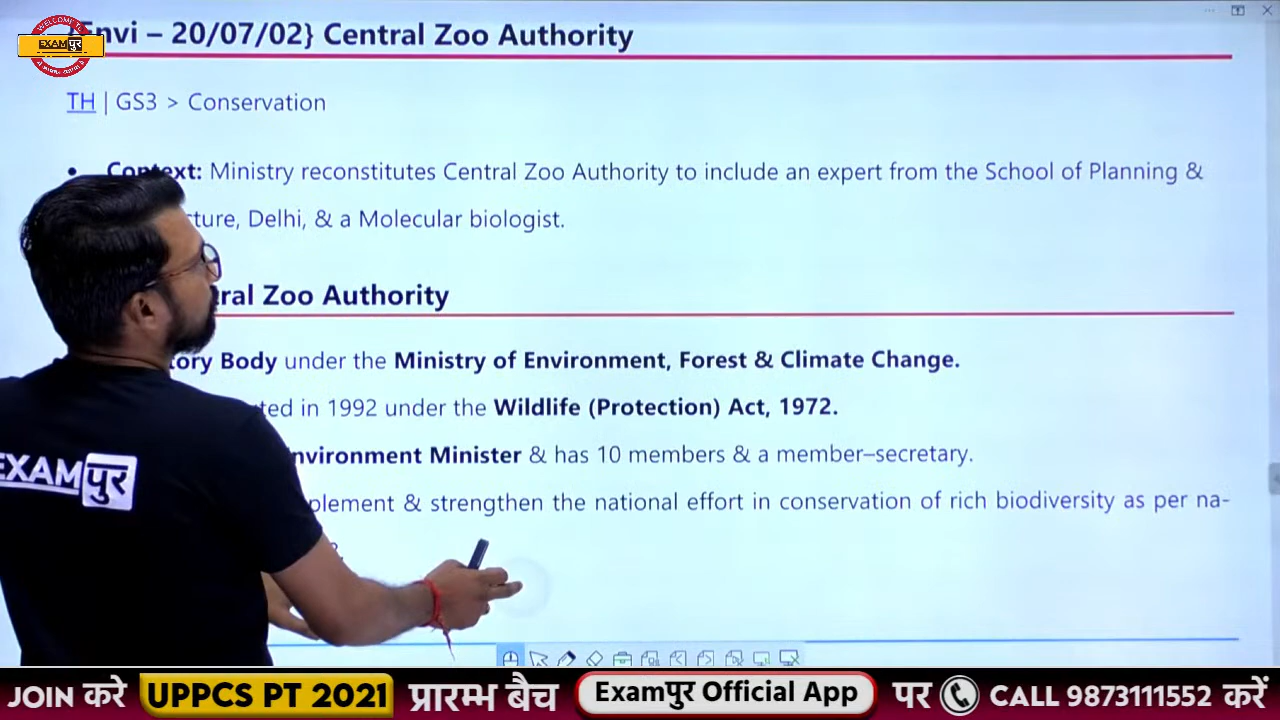 WELCOME TO
EXAMपुर
Envi – 20/07/02} Central Zoo Authority
TH | GS3 > Conservation
• Context: Ministry reconstitutes Central Zoo Authority to include an expert from the School of Planning &
cture, Delhi, & a Molecular biologist.
ral Zoo Authority
tory Body under the Ministry of Environment, Forest & Climate Change.
ted in 1992 under the Wildlife (Protection) Act, 1972.
nvironment Minister & has 10 members & a member–secretary.
plement & strengthen the national effort in conservation of rich biodiversity as per na-
EXAMपुर
JOIN करे UPPCS PT 2021 प्रारम्भ बैच Examपुर Official App पर CALL 9873111552 करें